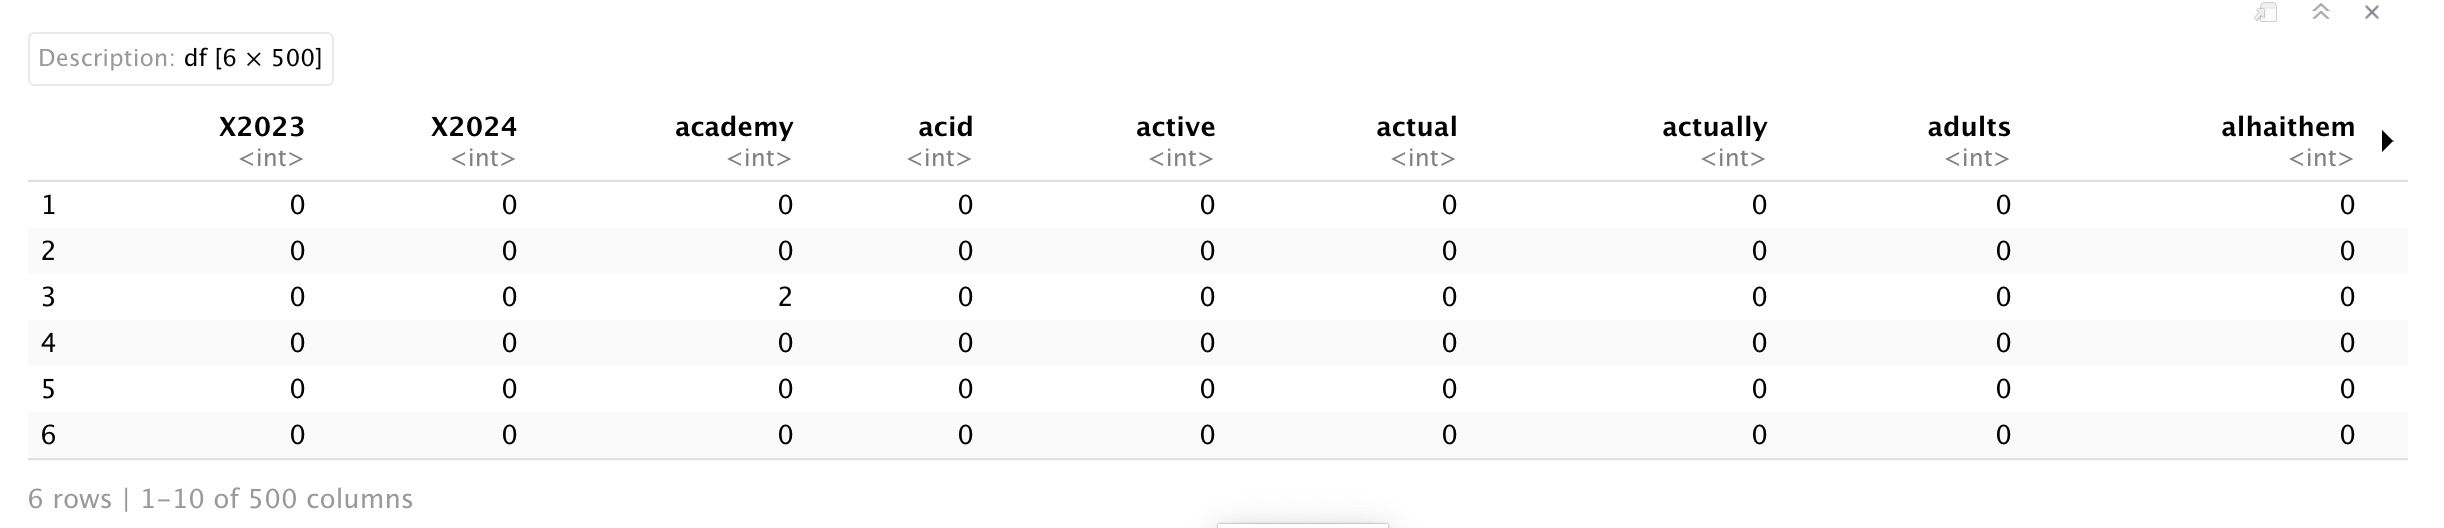 Description: df [6 × 500]
X2023 X2024 academy acid active actual actually adults alhaithem
<int> <int> <int> <int> <int> <int> <int> <int> <int>
1 0 0 0 0 0 0 0 0 0
2 0 0 0 0 0 0 0 0 0
3 0 0 2 0 0 0 0 0 0
4 0 0 0 0 0 0 0 0 0
5 0 0 0 0 0 0 0 0 0
6 0 0 0 0 0 0 0 0 0
6 rows | 1–10 of 500 columns